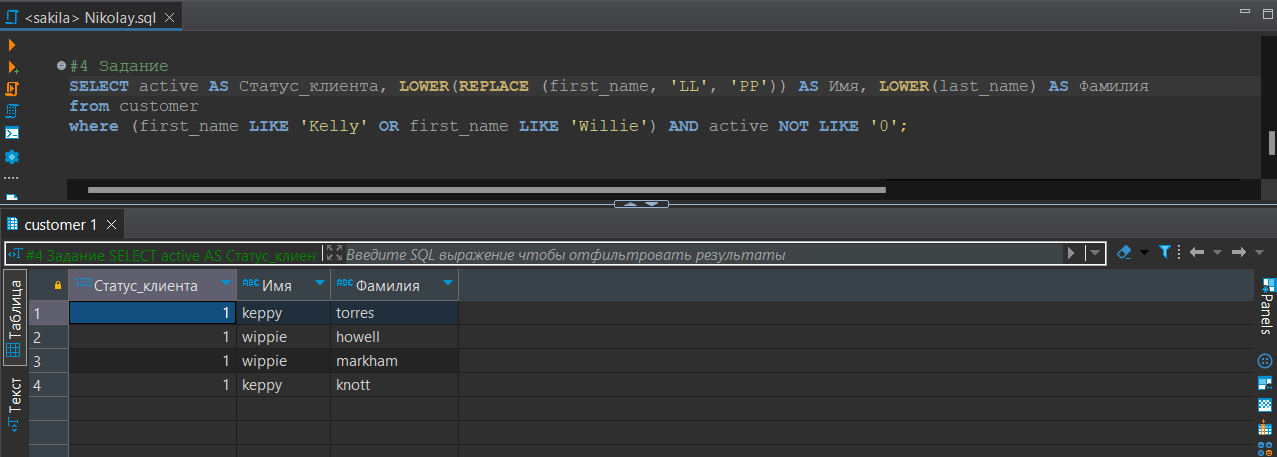 <sakila> Nikolay.sql
#4 Задание
SELECT active AS Статус_клиента, LOWER(REPLACE (first_name, 'LL', 'PP')) AS Имя, LOWER(last_name) AS Фамилия
from customer
where (first_name LIKE 'Kelly' OR first_name LIKE 'Willie') AND active NOT LIKE '0';
customer 1
#4 Задание SELECT active AS Статус_клиен
Введите SQL выражение чтобы отфильтровать результаты
Таблица
Текст
123 Статус_клиента ABC Имя ABC Фамилия
1 1 keppy torres
2 1 wippie howell
3 1 wippie markham
4 1 keppy knott
Panels